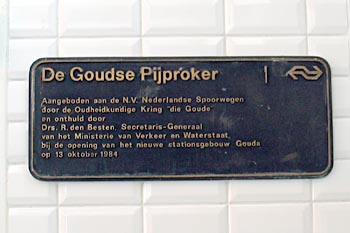 De Goudse Pijproker
Aangeboden aan de N.V. Nederlandse Spoorwegen
door de Oudheidkundige Kring "die Goude"
en onthuld door
Drs. R. den Besten, Secretaris-Generaal
van het Ministerie van Verkeer en Waterstaat,
bij de opening van het nieuwe stationsgebouw Gouda
op 13 oktober 1984